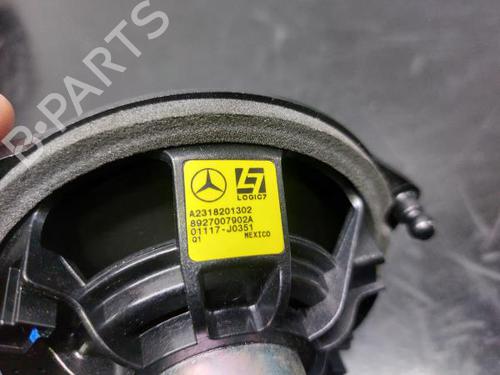 B-PARTS
LOGIC7
A2318201302
8927007902A
01117-J0351
Q1 MEXICO